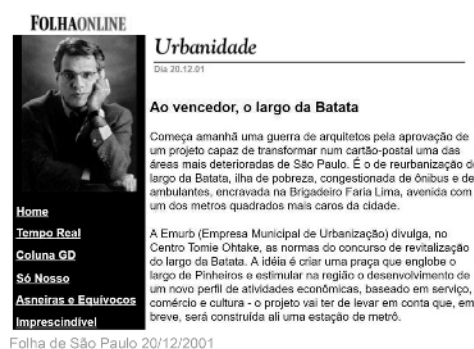 FOLHAONLINE
Urbanidade
Dia 20.12.01
Ao vencedor, o largo da Batata
Começa amanhã uma guerra de arquitetos pela aprovação de
um projeto capaz de transformar num cartão-postal uma das
áreas mais deterioradas de São Paulo. É o de reurbanização do
largo da Batata, ilha de pobreza, congestionada de ônibus e de
ambulantes, encravada na Brigadeiro Faria Lima, avenida com
um dos metros quadrados mais caros da cidade.
A Emurb (Empresa Municipal de Urbanização) divulga, no
Centro Tomie Ohtake, as normas do concurso de revitalização
do largo da Batata. A idéia é criar uma praça que englobe o
largo de Pinheiros e estimular na região o desenvolvimento de
um novo perfil de atividades econômicas, baseado em serviço,
comércio e cultura - o projeto vai ter de levar em conta que, em
breve, será construída ali uma estação de metrô.
Home
Tempo Real
Coluna GD
Só Nosso
Asneiras e Equívocos
Imprescindível
Folha de São Paulo 20/12/2001